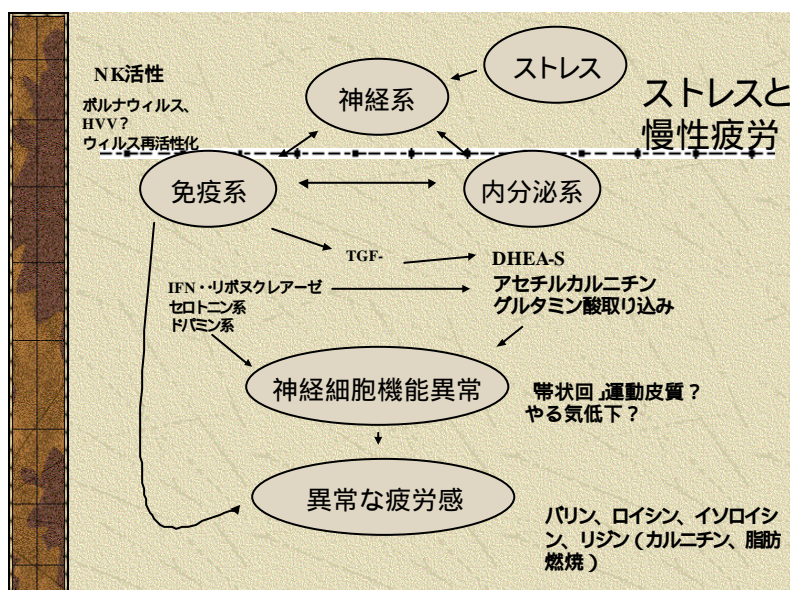 ストレスと
慢性疲労
NK活性
ボルナウィルス、
HVV？
ウィルス再活性化
ストレス
神経系
免疫系
内分泌系
TGF-
DHEA-S
アセチルカルニチン
グルタミン酸取り込み
IFN・・リボヌクレアーゼ
セロトニン系
ドパミン系
神経細胞機能異常
「帯状回」運動皮質？
やる気低下？
異常な疲労感
バリン、ロイシン、イソロイシ
ン、リジン（カルニチン、脂肪
燃焼）